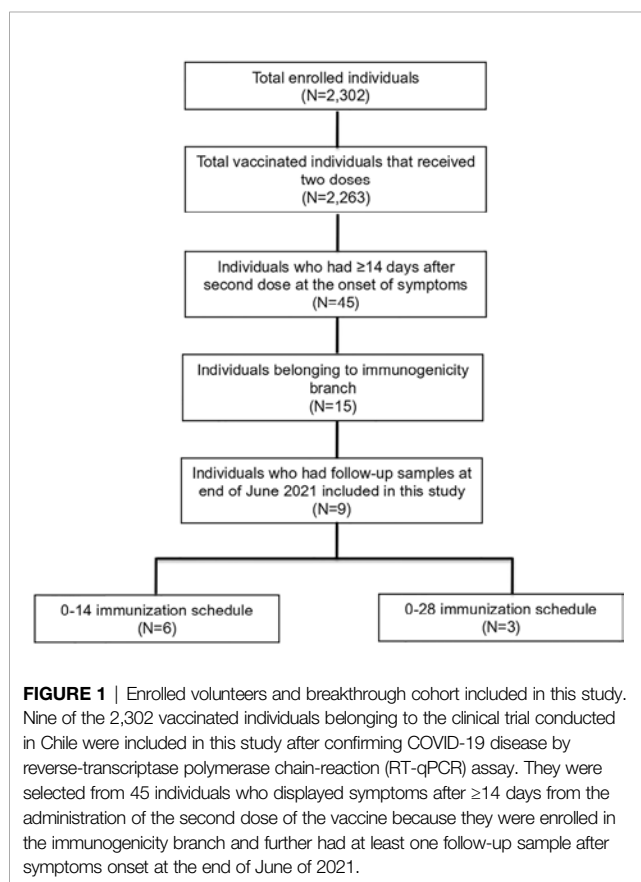 Total enrolled individuals
(N=2,302)
Total vaccinated individuals that received
two doses
(N=2,263)
Individuals who had ≥14 days after
second dose at the onset of symptoms
(N=45)
Individuals belonging to immunogenicity
branch
(N=15)
Individuals who had follow-up samples at
end of June 2021 included in this study
(N=9)
0-14 immunization schedule
(N=6)
0-28 immunization schedule
(N=3)
FIGURE 1 | Enrolled volunteers and breakthrough cohort included in this study.
Nine of the 2,302 vaccinated individuals belonging to the clinical trial conducted
in Chile were included in this study after confirming COVID-19 disease by
reverse-transcriptase polymerase chain-reaction (RT-qPCR) assay. They were
selected from 45 individuals who displayed symptoms after ≥14 days from the
administration of the second dose of the vaccine because they were enrolled in
the immunogenicity branch and further had at least one follow-up sample after
symptoms onset at the end of June of 2021.